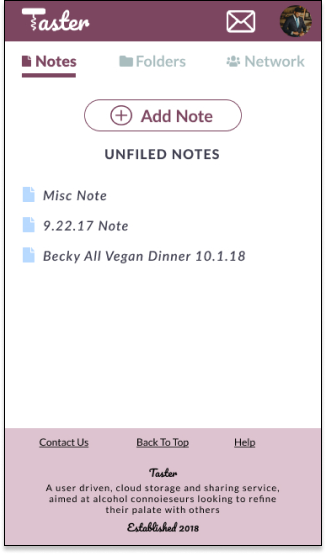 Taster
Notes Folders Network
Add Note
UNFILED NOTES
Misc Note
9.22.17 Note
Becky All Vegan Dinner 10.1.18
Contact Us Back To Top Help
Taster
A user driven, cloud storage and sharing service,
aimed at alcohol connoieseurs looking to refine
their palate with others
Established 2018